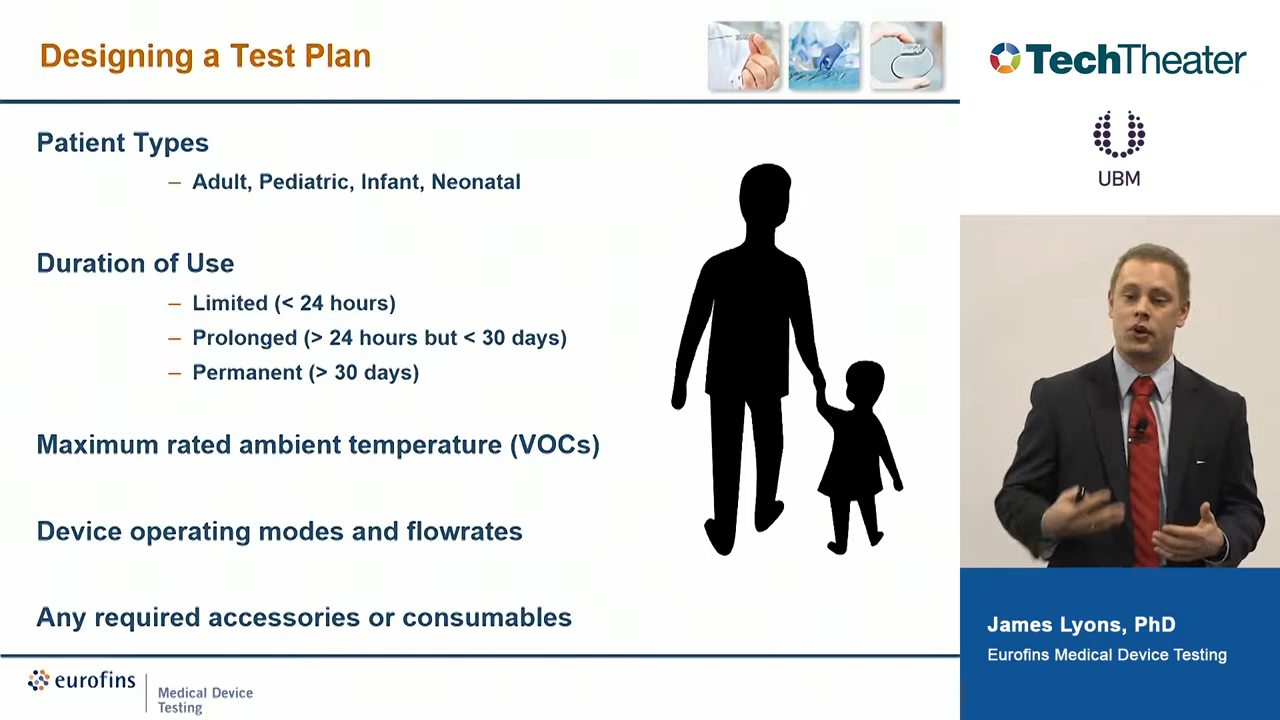 Designing a Test Plan
Patient Types
– Adult, Pediatric, Infant, Neonatal
Duration of Use
– Limited (< 24 hours)
– Prolonged (> 24 hours but < 30 days)
– Permanent (> 30 days)
Maximum rated ambient temperature (VOCs)
Device operating modes and flowrates
Any required accessories or consumables
eurofins
Medical Device
Testing
TechTheater
UBM
James Lyons, PhD
Eurofins Medical Device Testing